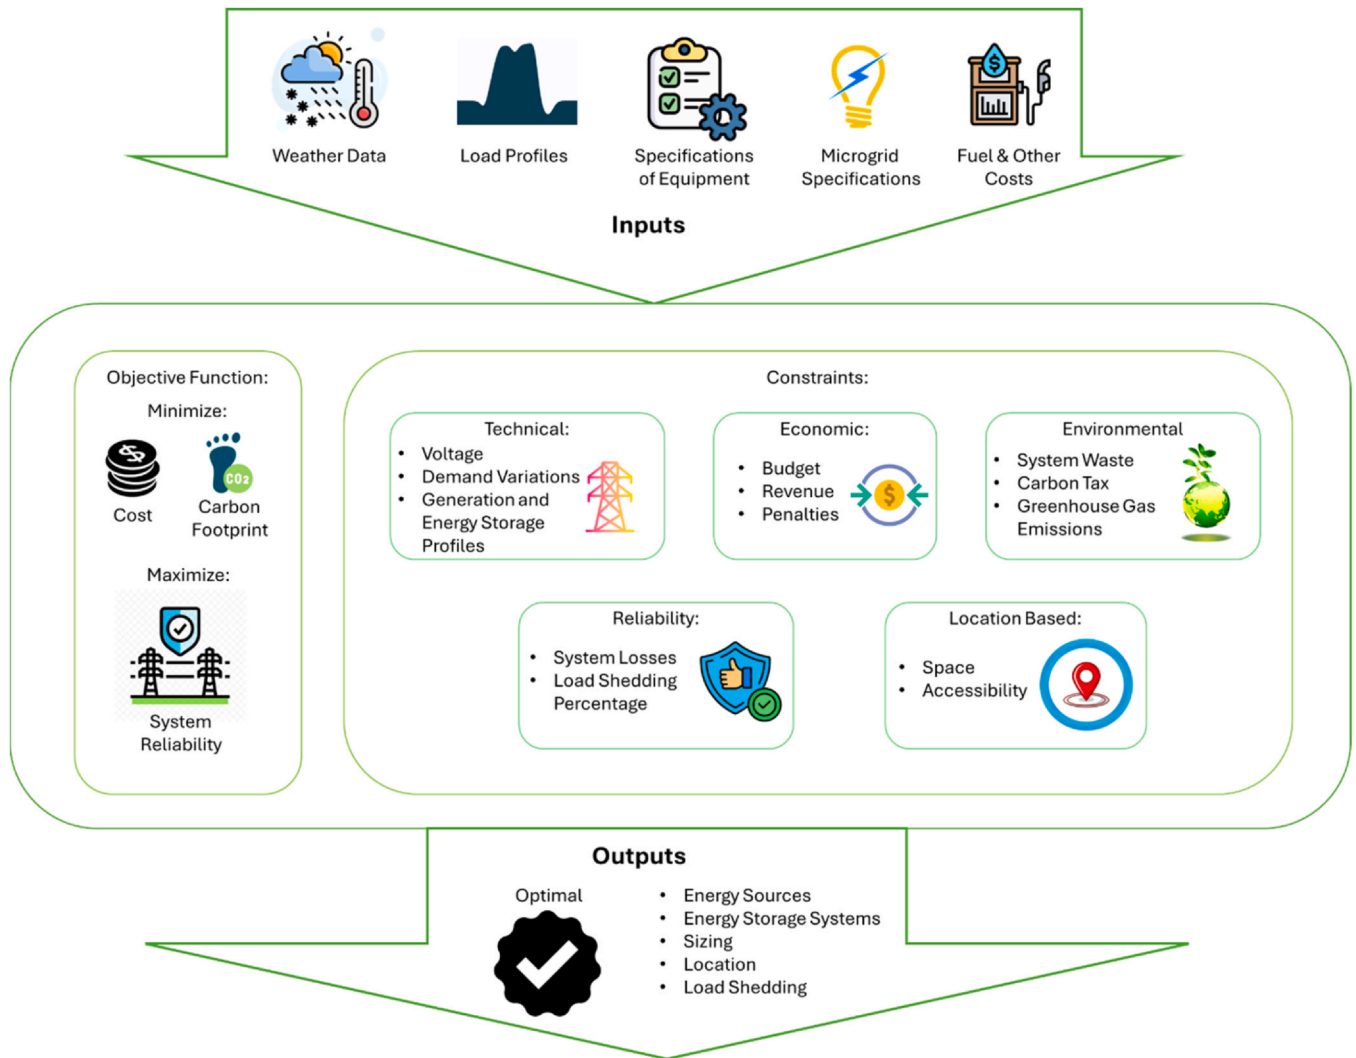 Weather Data
Load Profiles
Specifications
of Equipment
Microgrid
Specifications
Fuel & Other
Costs
Inputs
Objective Function:
Minimize:
$
CO₂
Cost
Carbon
Footprint
Maximize:
System
Reliability
Constraints:
Technical:
• Voltage
• Demand Variations
• Generation and
Energy Storage
Profiles
Economic:
• Budget
• Revenue
• Penalties
$
Environmental
• System Waste
• Carbon Tax
• Greenhouse Gas
Emissions
Reliability:
• System Losses
• Load Shedding
Percentage
Location Based:
• Space
• Accessibility
Outputs
Optimal
• Energy Sources
• Energy Storage Systems
• Sizing
• Location
• Load Shedding